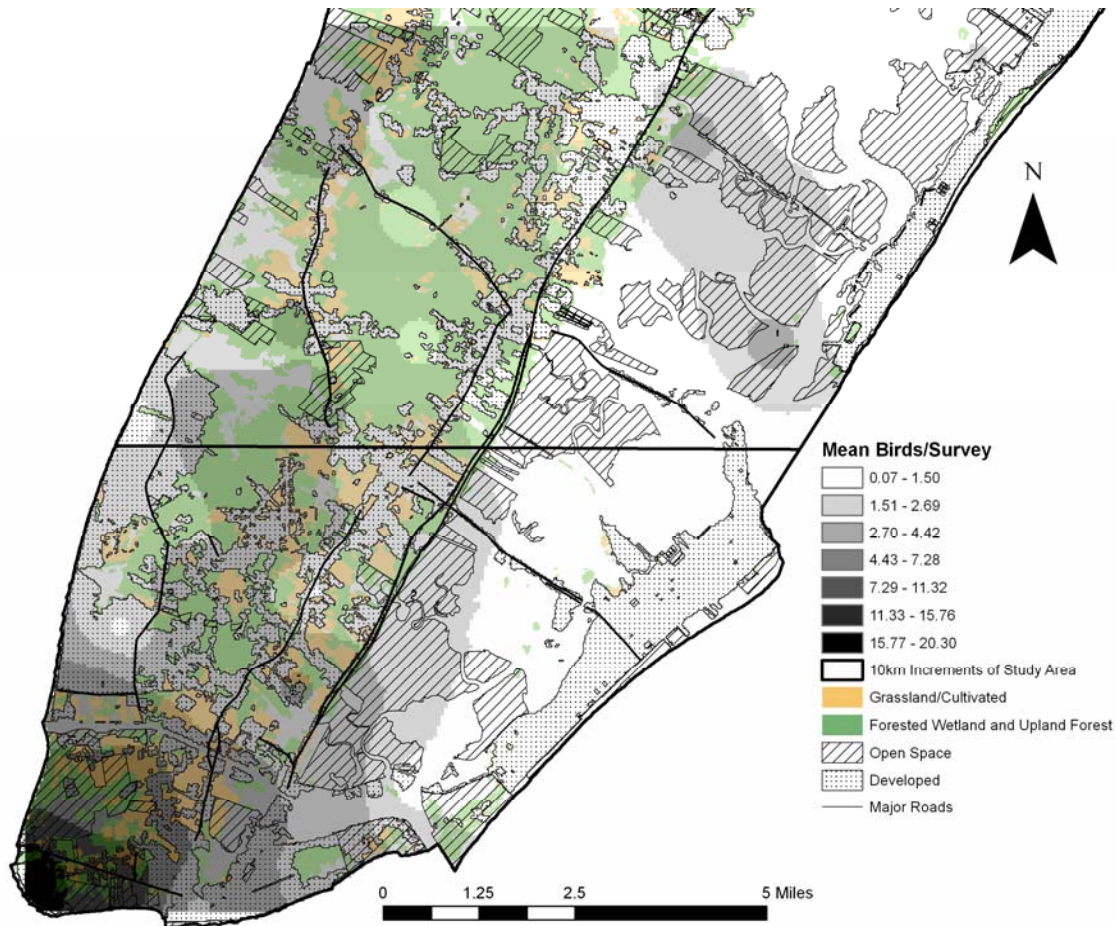 N
Mean Birds/Survey
0.07 - 1.50
1.51 - 2.69
2.70 - 4.42
4.43 - 7.28
7.29 - 11.32
11.33 - 15.76
15.77 - 20.30
10km Increments of Study Area
Grassland/Cultivated
Forested Wetland and Upland Forest
Open Space
Developed
Major Roads
0 1.25 2.5 5 Miles